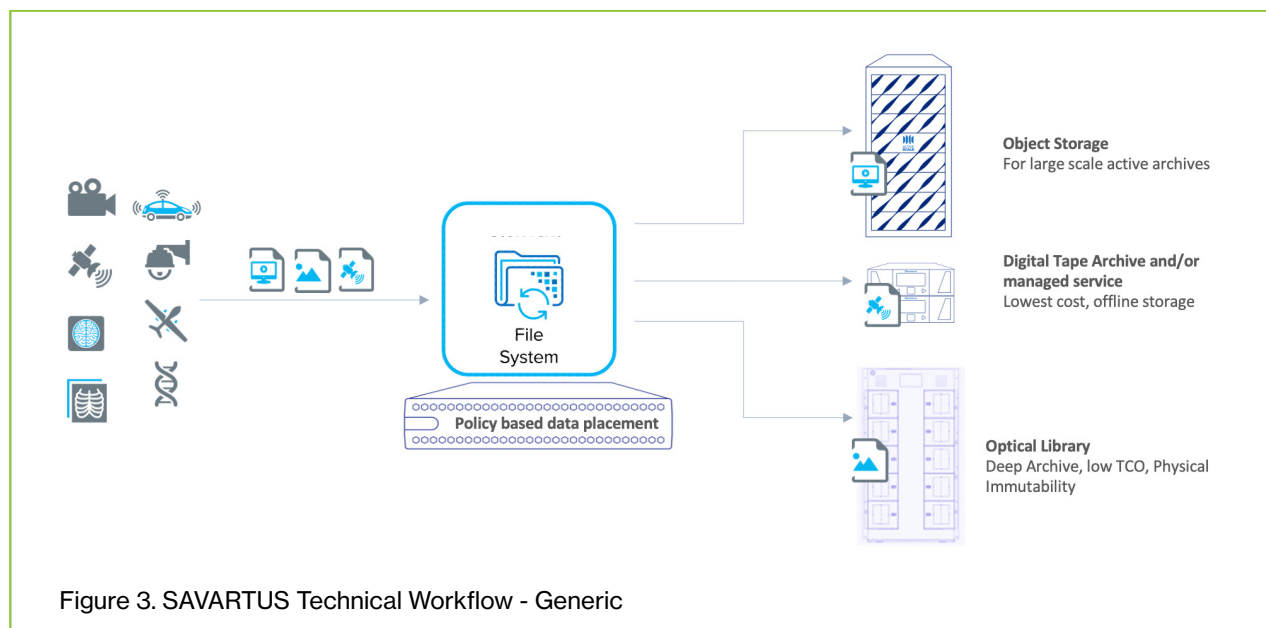 Object Storage
For large scale active archives
Digital Tape Archive and/or
managed service
Lowest cost, offline storage
File
System
Policy based data placement
Optical Library
Deep Archive, low TCO, Physical
Immutability
Figure 3. SAVARTUS Technical Workflow - Generic